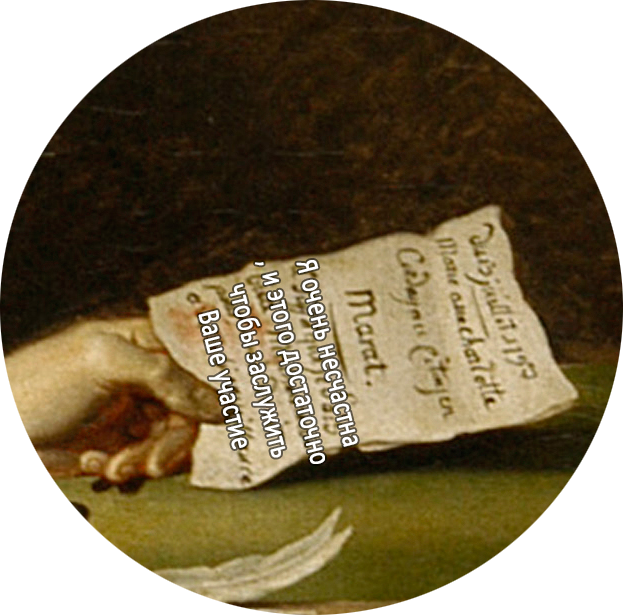 Du 13 juillet 1793
Marie anne Charlotte
Corday au Citoyen
Marat.
Я очень несчастна
, и этого достаточно
чтобы заслужить
Ваше участие